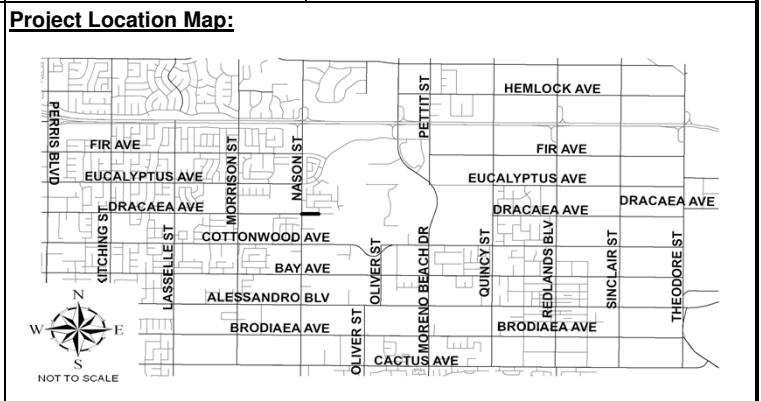 Project Location Map:
HEMLOCK AVE
PETTIT ST
PERRIS BLVD
FIR AVE
FIR AVE
MORRISON ST
NASON ST
EUCALYPTUS AVE
EUCALYPTUS AVE
DRACAEA AVE
DRACAEA AVE
DRACAEA AVE
KITCHING ST
LASSELLE ST
COTTONWOOD AVE
OLIVER ST
MORENO BEACH DR
QUINCY ST
REDLANDS BLV
SINCLAIR ST
THEODORE ST
BAY AVE
ALESSANDRO BLV
BRODIAEA AVE
BRODIAEA AVE
OLIVER ST
CACTUS AVE
N
W
E
S
NOT TO SCALE